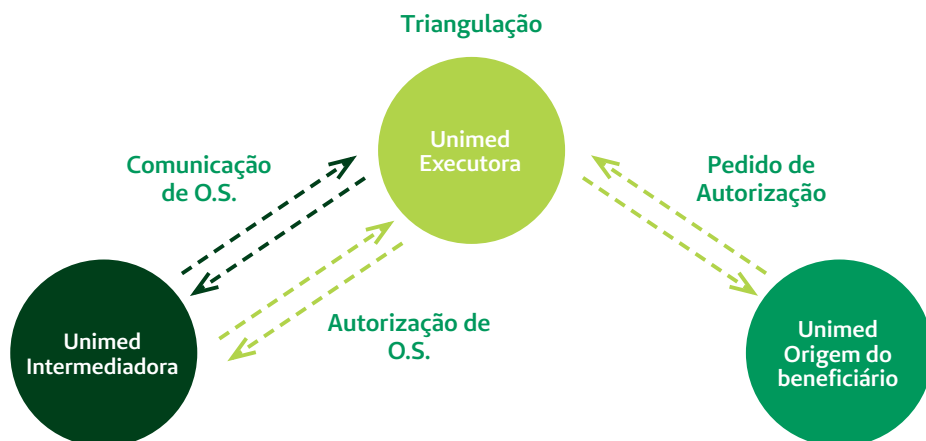 Triangulação
Unimed
Executora
Comunicação
de O.S.
Pedido de
Autorização
Autorização de
O.S.
Unimed
Intermediadora
Unimed
Origem do
beneficiário